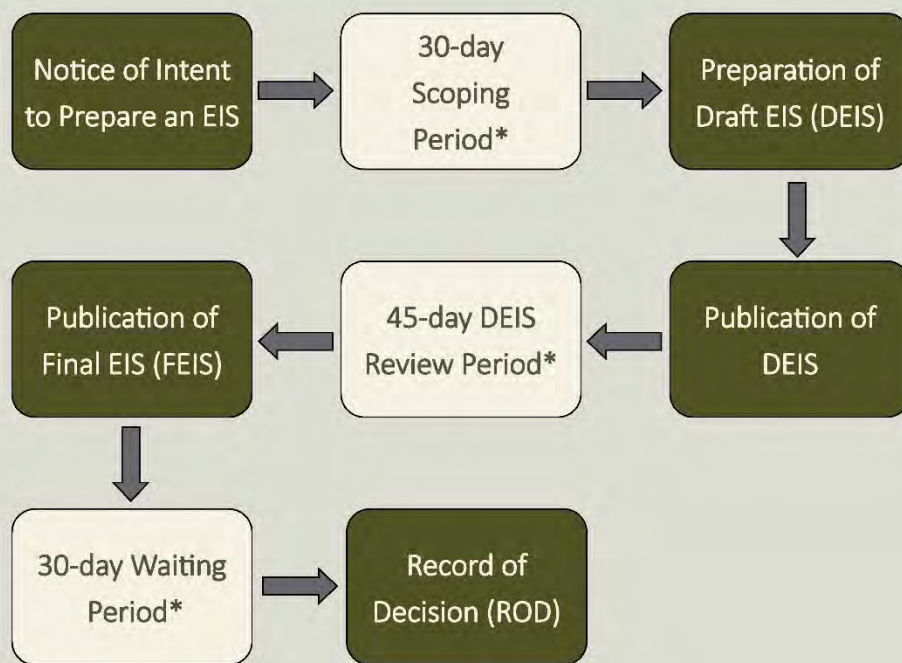 Notice of Intent
to Prepare an EIS
30-day
Scoping
Period*
Preparation of
Draft EIS (DEIS)
Publication of
DEIS
45-day DEIS
Review Period*
Publication of
Final EIS (FEIS)
30-day Waiting
Period*
Record of
Decision (ROD)